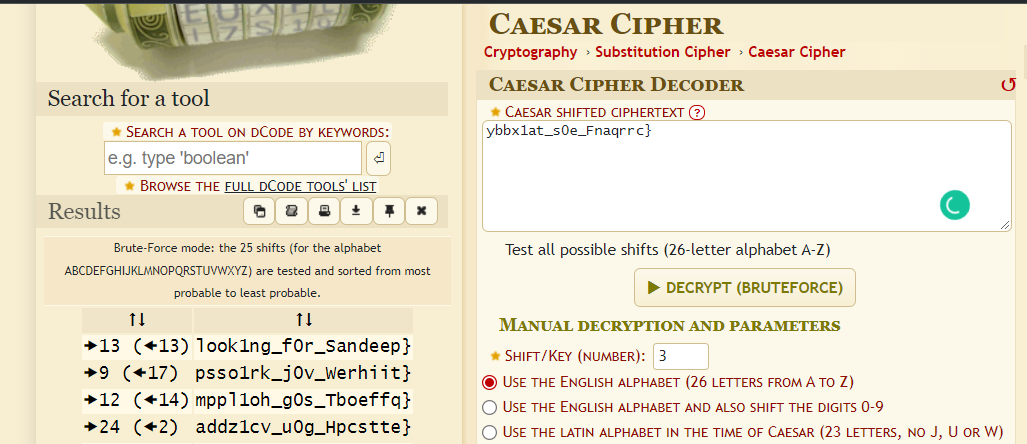 Search for a tool
★ SEARCH A TOOL ON DCODE BY KEYWORDS:
e.g. type 'boolean'
★ BROWSE THE FULL DCODE TOOLS' LIST
Results
Brute-Force mode: the 25 shifts (for the alphabet
ABCDEFGHIJKLMNOPQRSTUVWXYZ) are tested and sorted from most
probable to least probable.
↑↓ ↑↓
➔13 (🡰13) look1ng_f0r_Sandeep}
➔9 (🡰17) psso1rk_j0v_Werhiit}
➔12 (🡰14) mppl1oh_g0s_Tboeffq}
➔24 (🡰2) addz1cv_u0g_Hpcstte}
CAESAR CIPHER
Cryptography › Substitution Cipher › Caesar Cipher
CAESAR CIPHER DECODER
★ CAESAR SHIFTED CIPHERTEXT ?
ybbx1at_s0e_Fnaqrrc}
Test all possible shifts (26-letter alphabet A-Z)
▶ DECRYPT (BRUTEFORCE)
MANUAL DECRYPTION AND PARAMETERS
★ SHIFT/KEY (NUMBER): 3
USE THE ENGLISH ALPHABET (26 LETTERS FROM A TO Z)
USE THE ENGLISH ALPHABET AND ALSO SHIFT THE DIGITS 0-9
USE THE LATIN ALPHABET IN THE TIME OF CAESAR (23 LETTERS, NO J, U OR W)